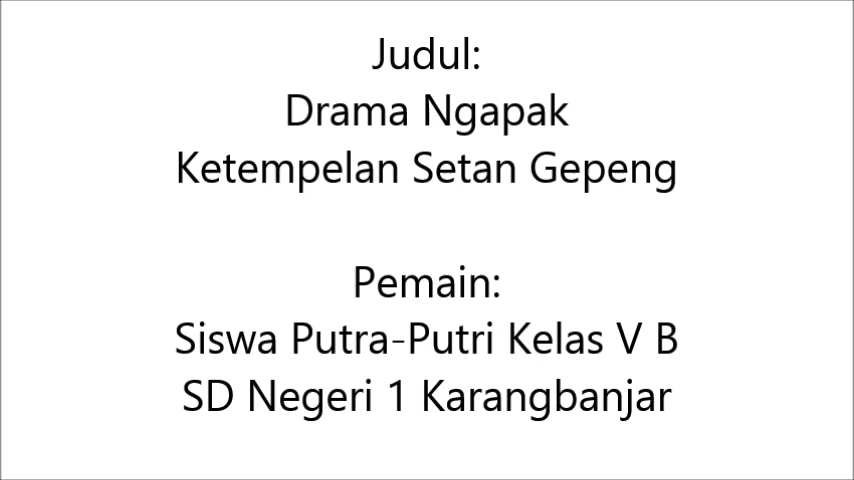 Judul:
Drama Ngapak
Ketempelan Setan Gepeng
Pemain:
Siswa Putra-Putri Kelas V B
SD Negeri 1 Karangbanjar